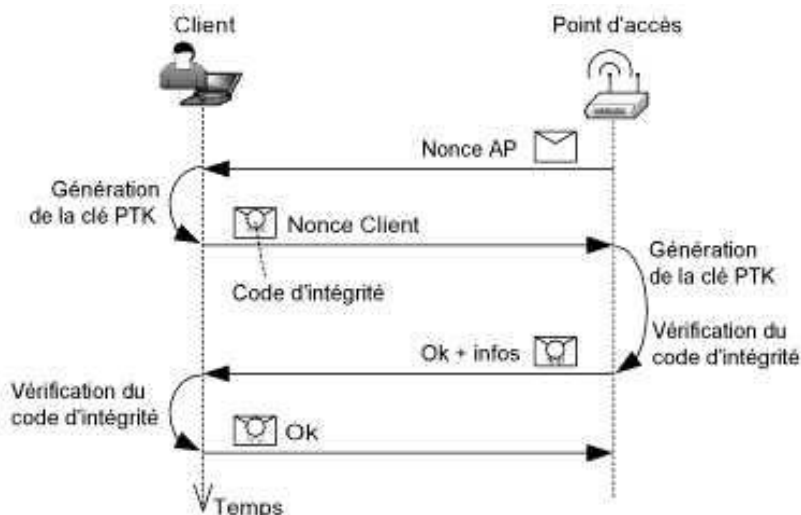 Client
Point d'accès
Nonce AP
Génération
de la clé PTK
Nonce Client
Code d'intégrité
Génération
de la clé PTK
Vérification du
code d'intégrité
Ok + infos
Vérification du
code d'intégrité
Ok
Temps